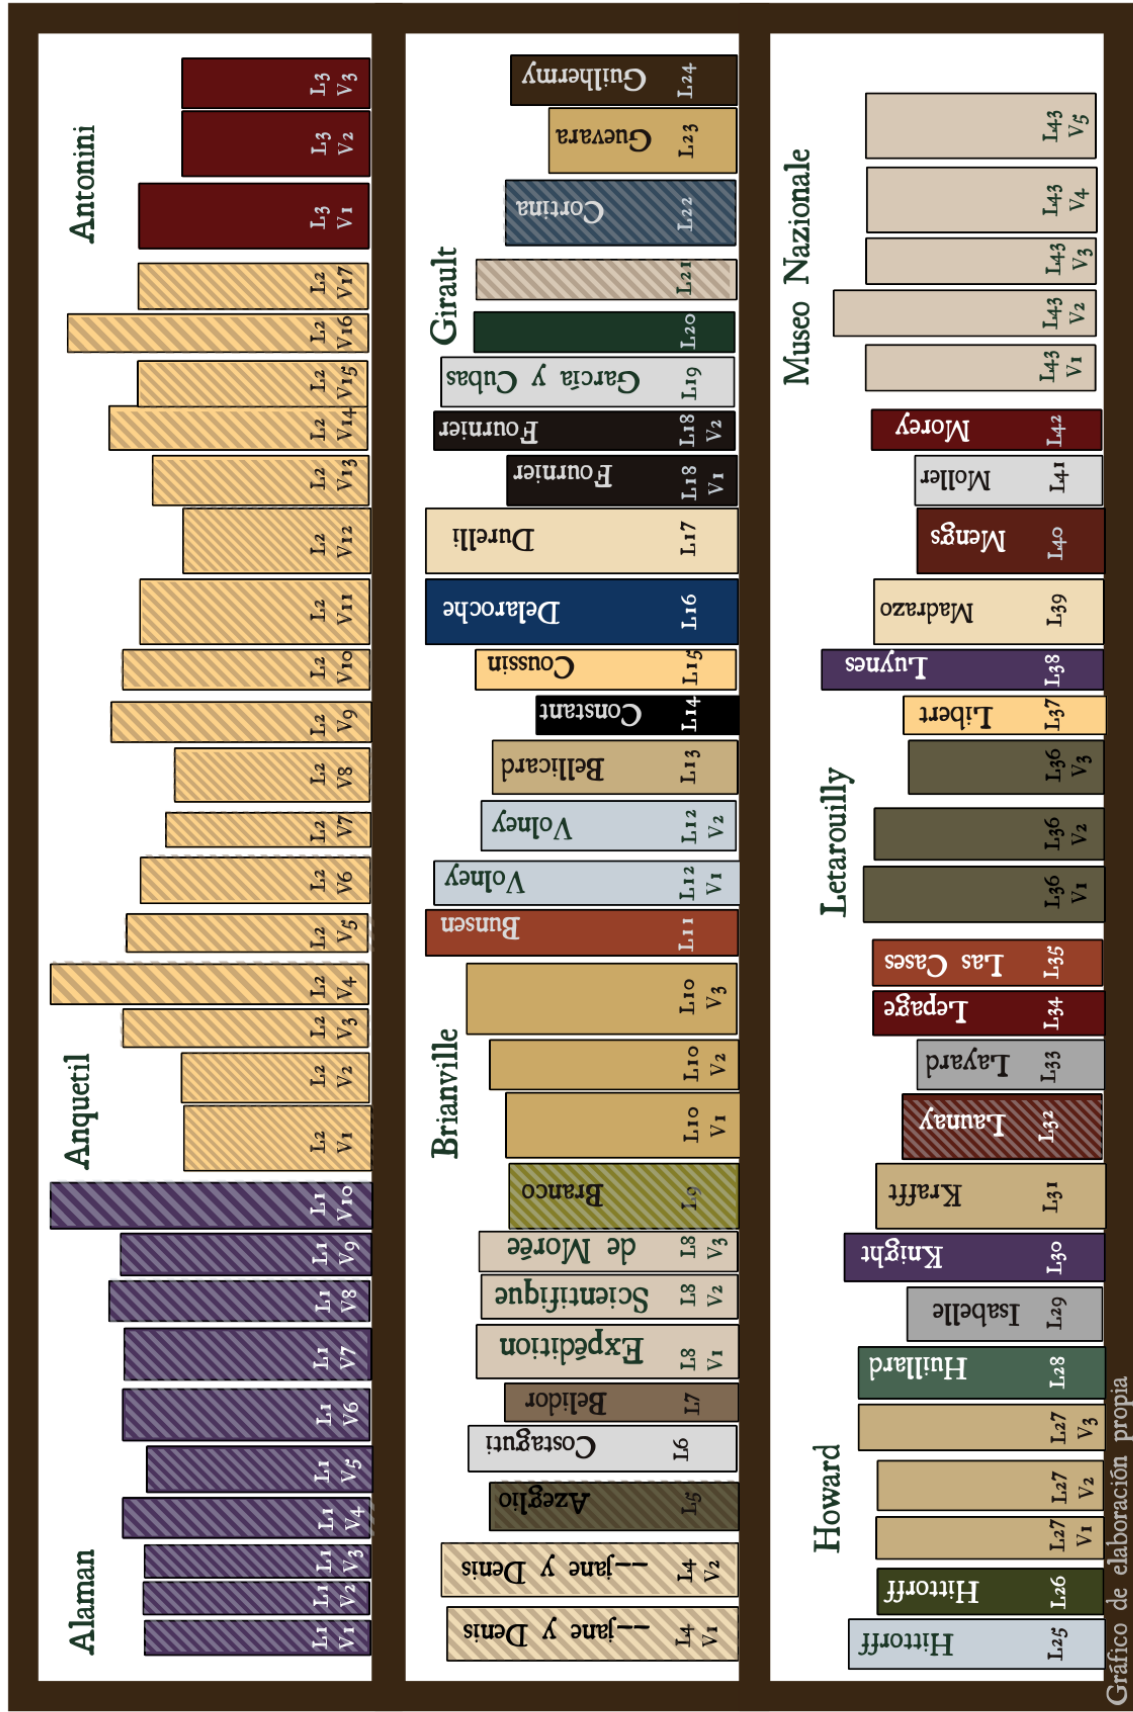 Alaman
Anquetil
Antonini
L1
V1
L1
V2
L1
V3
L1
V4
L1
V5
L1
V6
L1
V7
L1
V8
L1
V9
L1
V10
L2
V1
L2
V2
L2
V3
L2
V4
L2
V5
L2
V6
L2
V7
L2
V8
L2
V9
L2
V10
L2
V11
L2
V12
L2
V13
L2
V14
L2
V15
L2
V16
L2
V17
L3
V1
L3
V2
L3
V3
Brianville
Girault
__jane y Denis
L4
V1
__jane y Denis
L4
V2
Azeglio
L5
Costaguti
L6
Belidor
L7
Expédition
L8
V1
Scientifique
L8
V2
de Morée
L8
V3
Branco
L9
L10
V1
L10
V2
L10
V3
Bunsen
L11
Volney
L12
V1
Volney
L12
V2
Bellicard
L13
Constant
L14
Coussin
L15
Delaroche
L16
Durelli
L17
Fournier
L18
V1
Fournier
L18
V2
García y Cubas
L19
L20
L21
Cortina
L22
Guevara
L23
Guilhermy
L24
Howard
Letarouilly
Museo Nazionale
Hittorff
L25
Hittorff
L26
L27
V1
L27
V2
L27
V3
Huillard
L28
Isabelle
L29
Knight
L30
Krafft
L31
Launay
L32
Layard
L33
Lepage
L34
Las Cases
L35
L36
V1
L36
V2
L36
V3
Libert
L37
Luynes
L38
Madrazo
L39
Mengs
L40
Moller
L41
Morey
L42
L43
V1
L43
V2
L43
V3
L43
V4
L43
V5
Gráfico de elaboración propia